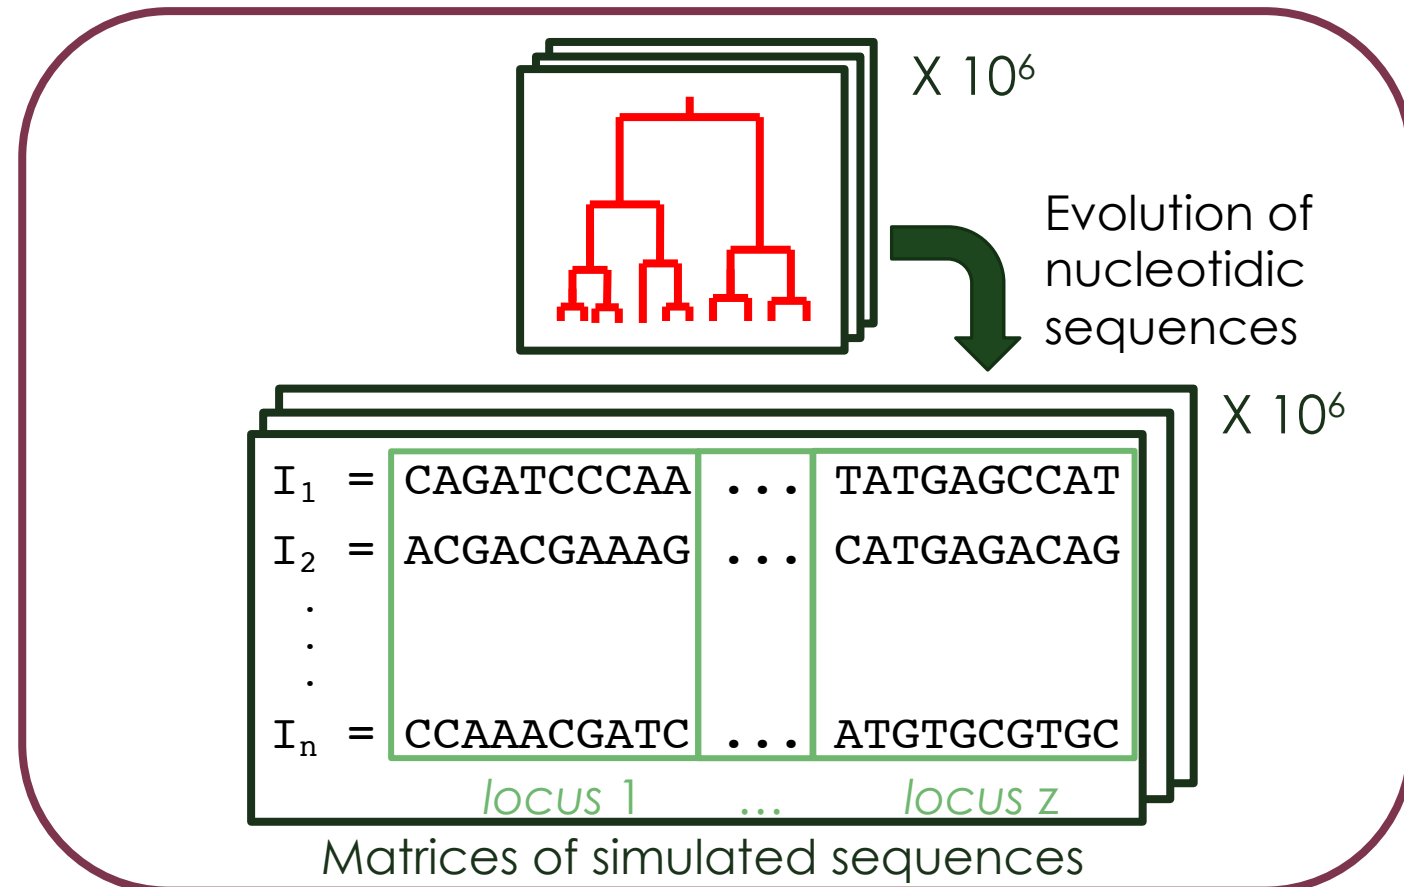 X 10⁶
Evolution of
nucleotidic
sequences
X 10⁶
I₁ = CAGATCCCAA ... TATGAGCCAT
I₂ = ACGACGAAAG ... CATGAGACAG
.
.
.
Iₙ = CCAAACGATC ... ATGTGCGTGC
locus 1 ... locus z
Matrices of simulated sequences